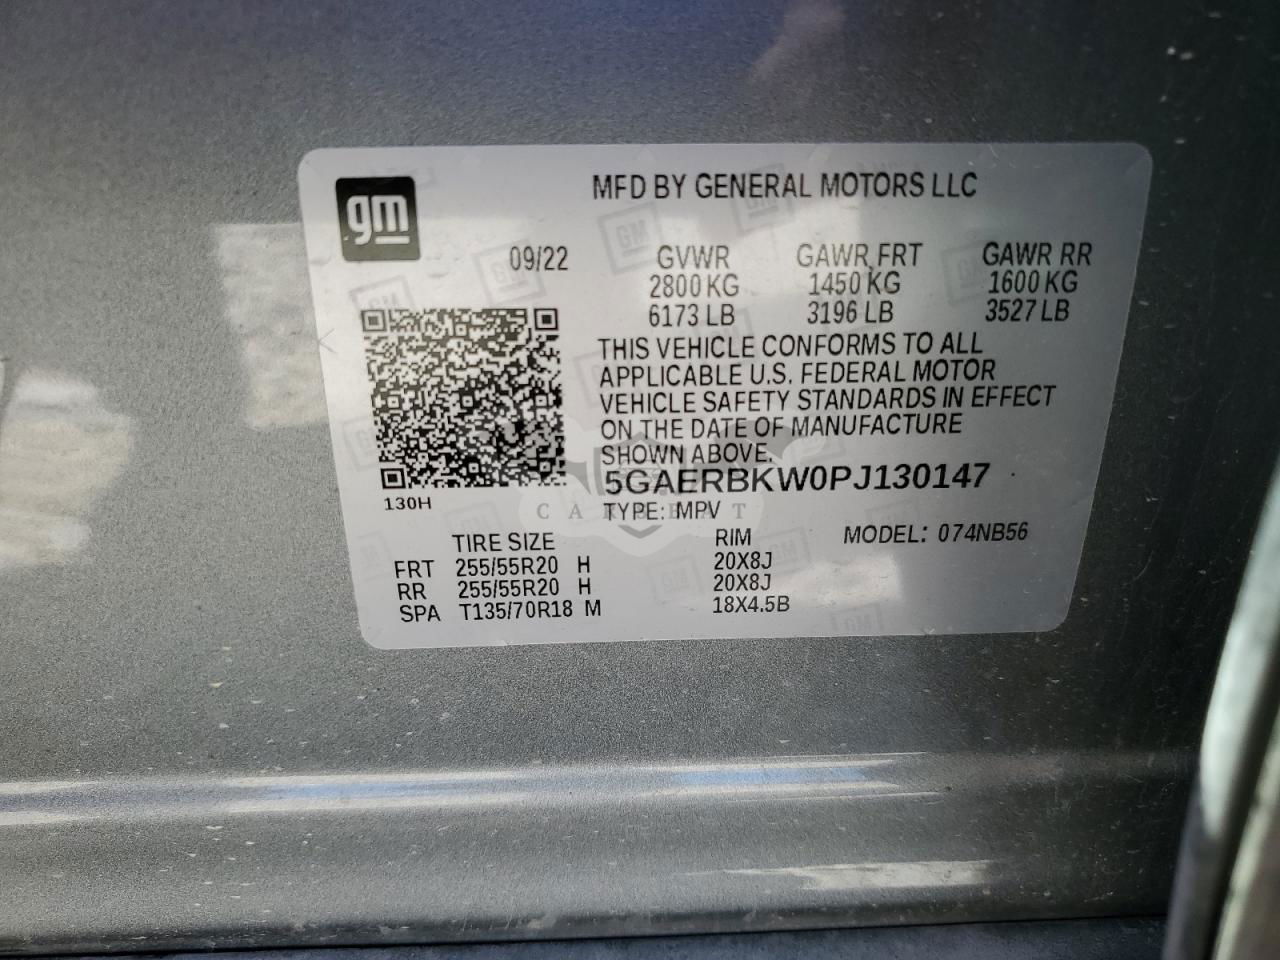 gm
MFD BY GENERAL MOTORS LLC
09/22 GVWR GAWR FRT GAWR RR
2800 KG 1450 KG 1600 KG
6173 LB 3196 LB 3527 LB
THIS VEHICLE CONFORMS TO ALL
APPLICABLE U.S. FEDERAL MOTOR
VEHICLE SAFETY STANDARDS IN EFFECT
ON THE DATE OF MANUFACTURE
SHOWN ABOVE.
5GAERBKW0PJ130147
130H
TYPE: MPV
MODEL: 074NB56
TIRE SIZE RIM
FRT 255/55R20 H 20X8J
RR 255/55R20 H 20X8J
SPA T135/70R18 M 18X4.5B